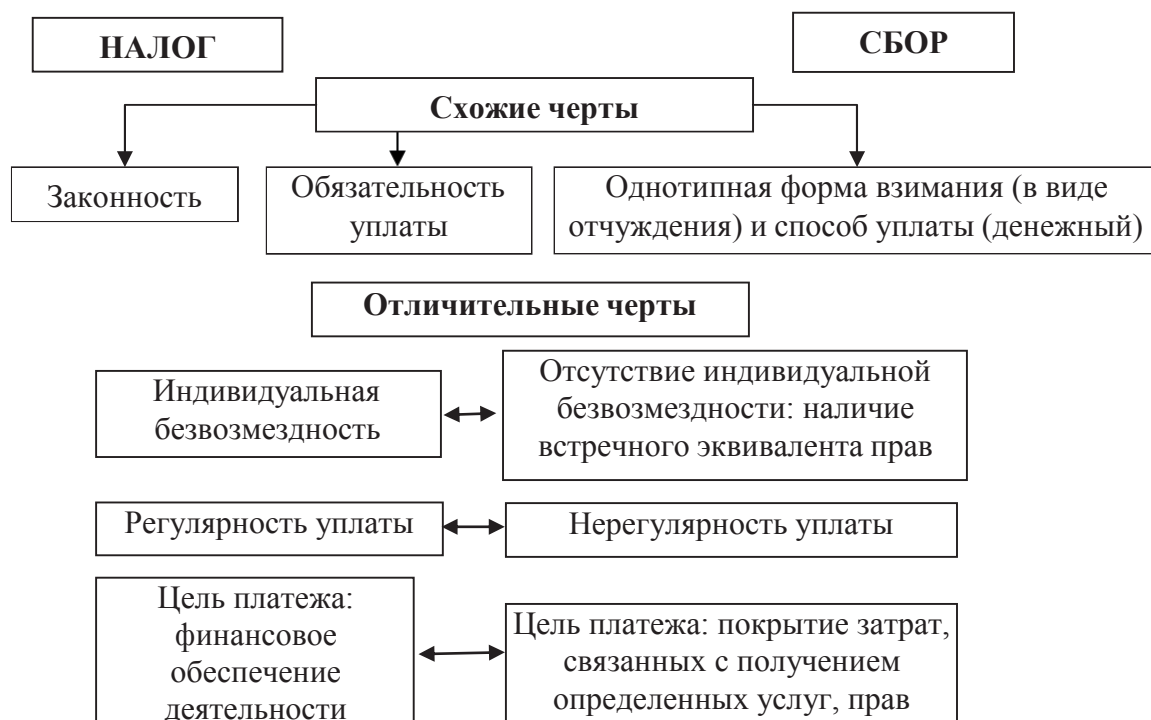 НАЛОГ
СБОР
Схожие черты
Законность
Обязательность
уплаты
Однотипная форма взимания (в виде
отчуждения) и способ уплаты (денежный)
Отличительные черты
Индивидуальная
безвозмездность
Отсутствие индивидуальной
безвозмездности: наличие
встречного эквивалента прав
Регулярность уплаты
Нерегулярность уплаты
Цель платежа:
финансовое
обеспечение
деятельности
Цель платежа: покрытие затрат,
связанных с получением
определенных услуг, прав